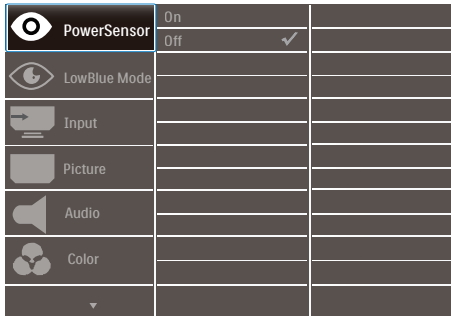 PowerSensor
On
Off
LowBlue Mode
Input
Picture
Audio
Color